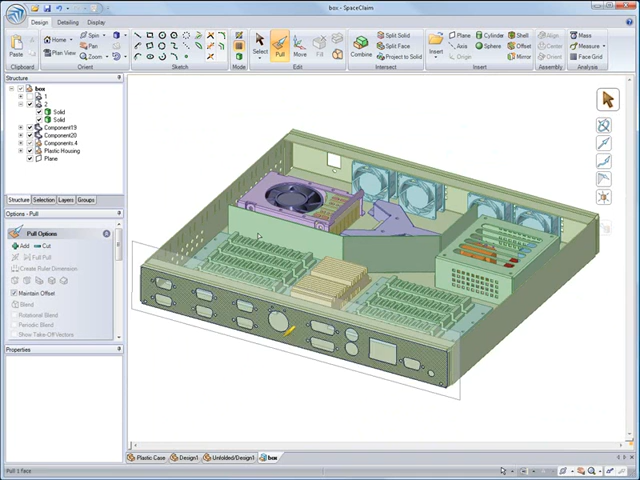 box - SpaceClaim
Design Detailing Display
Paste
Home
Plan View
Spin
Pan
Zoom
Select
Pull
Move
Fill
Combine
Split Solid
Split Face
Project to Solid
Insert
Plane
Axis
Origin
Cylinder
Sphere
Shell
Offset
Mirror
Align
Mass
Measure
Face Grid
Clipboard Orient Sketch Mode Edit Intersect Insert Assembly Analysis
Structure
box
1
2
Solid
Solid
Component19
Component20
Components.4
Plastic Housing
Plane
Structure Selection Layers Groups
Options - Pull
Pull Options
Add Cut
Full Pull
Create Ruler Dimension
Maintain Offset
Blend
Rotational Blend
Periodic Blend
Show Take-Off Vectors
Properties
Plastic Case Design1 Unfolded/Design1 box
Pull 1 face